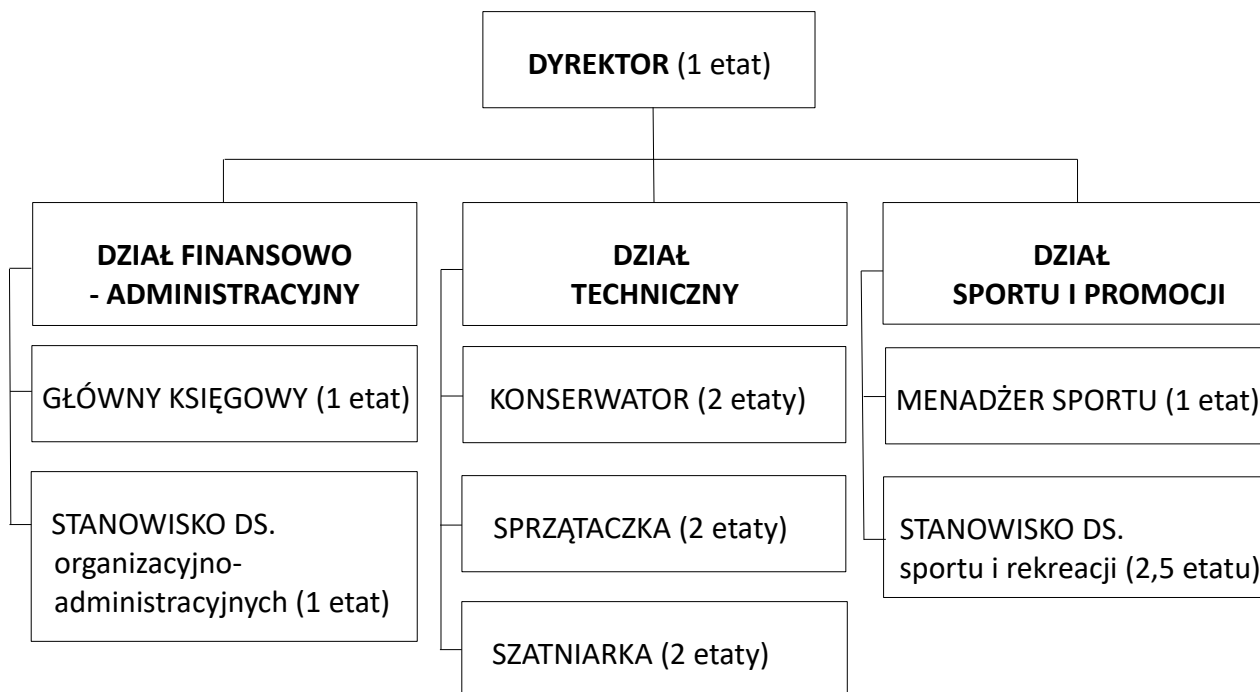 DYREKTOR (1 etat)
DZIAŁ FINANSOWO
- ADMINISTRACYJNY
GŁÓWNY KSIĘGOWY (1 etat)
STANOWISKO DS.
organizacyjno-
administracyjnych (1 etat)
DZIAŁ
TECHNICZNY
KONSERWATOR (2 etaty)
SPRZĄTACZKA (2 etaty)
SZATNIARKA (2 etaty)
DZIAŁ
SPORTU I PROMOCJI
MENADŻER SPORTU (1 etat)
STANOWISKO DS.
sportu i rekreacji (2,5 etatu)